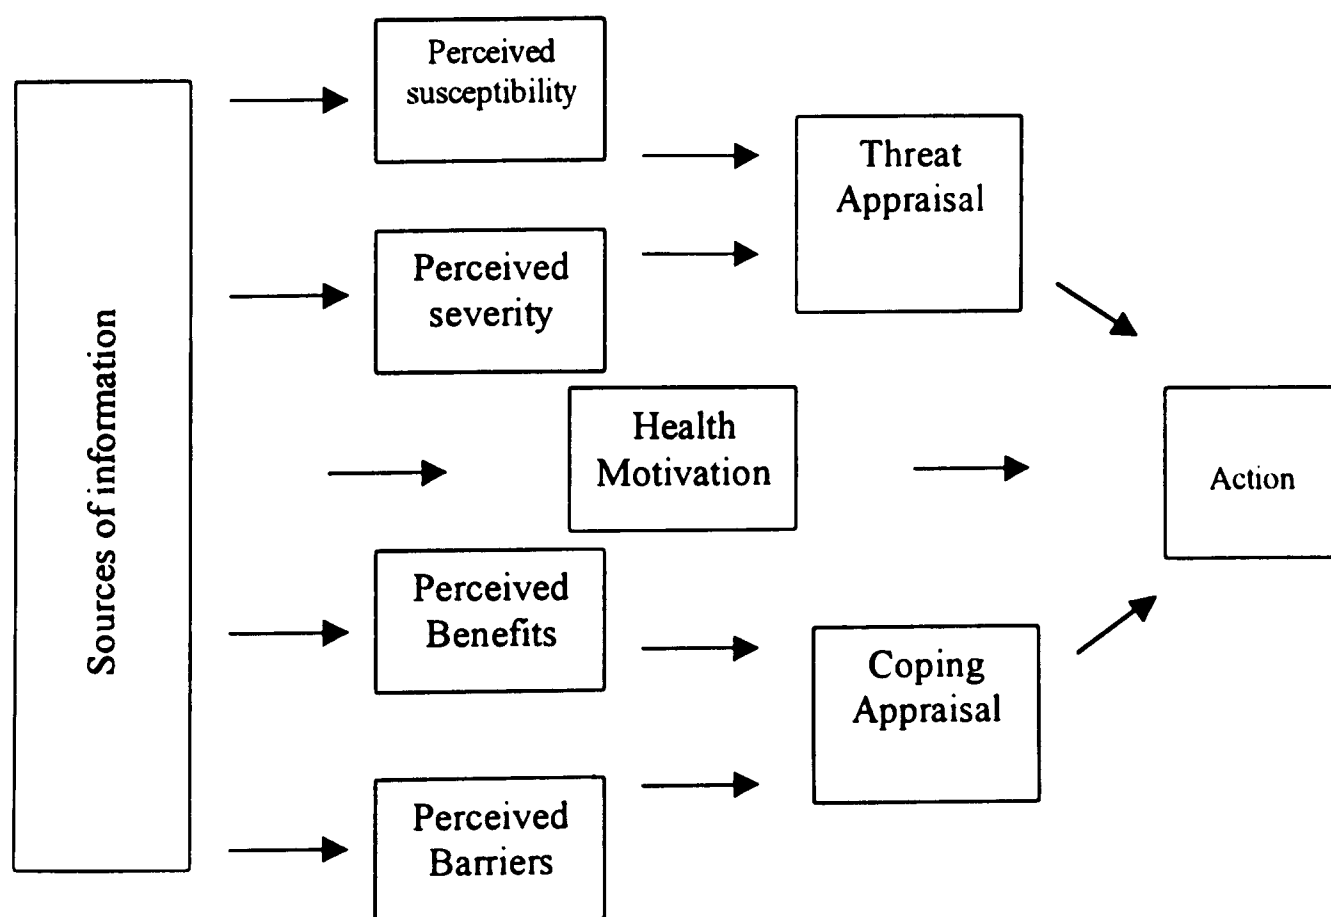 Sources of information
Perceived
susceptibility
Perceived
severity
Threat
Appraisal
Health
Motivation
Action
Perceived
Benefits
Coping
Appraisal
Perceived
Barriers